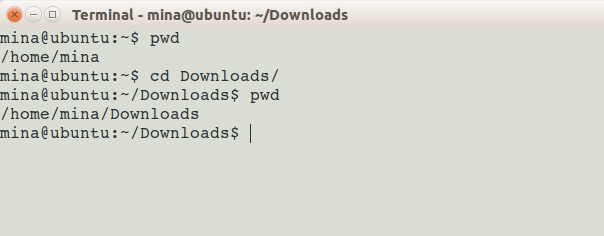 Terminal - mina@ubuntu: ~/Downloads
mina@ubuntu:~$ pwd
/home/mina
mina@ubuntu:~$ cd Downloads/
mina@ubuntu:~/Downloads$ pwd
/home/mina/Downloads
mina@ubuntu:~/Downloads$